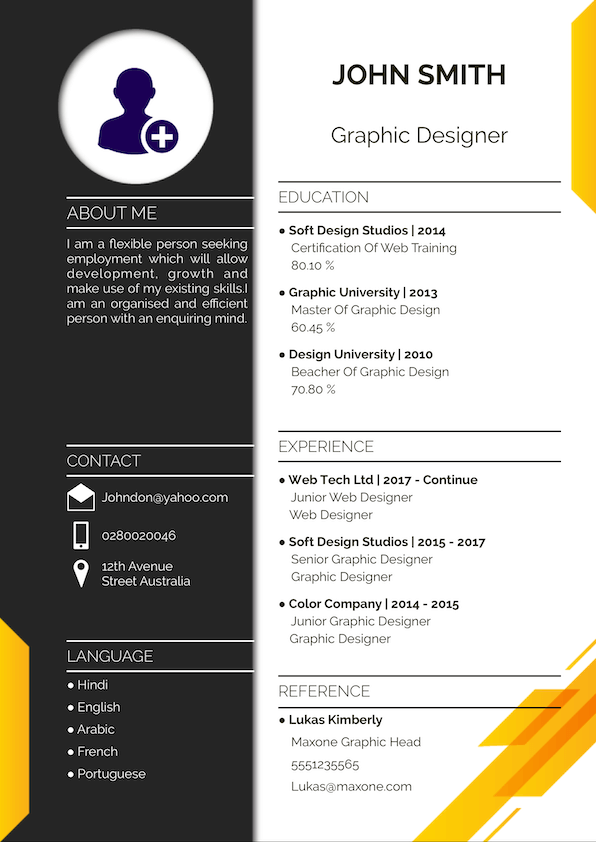 JOHN SMITH
Graphic Designer
ABOUT ME
I am a flexible person seeking
employment which will allow
development, growth and
make use of my existing skills.I
am an organised and efficient
person with an enquiring mind.
CONTACT
Johndon@yahoo.com
0280020046
12th Avenue
Street Australia
LANGUAGE
● Hindi
● English
● Arabic
● French
● Portuguese
EDUCATION
● Soft Design Studios | 2014
Certification Of Web Training
80.10 %
● Graphic University | 2013
Master Of Graphic Design
60.45 %
● Design University | 2010
Beacher Of Graphic Design
70.80 %
EXPERIENCE
● Web Tech Ltd | 2017 - Continue
Junior Web Designer
Web Designer
● Soft Design Studios | 2015 - 2017
Senior Graphic Designer
Graphic Designer
● Color Company | 2014 - 2015
Junior Graphic Designer
Graphic Designer
REFERENCE
● Lukas Kimberly
Maxone Graphic Head
5551235565
Lukas@maxone.com